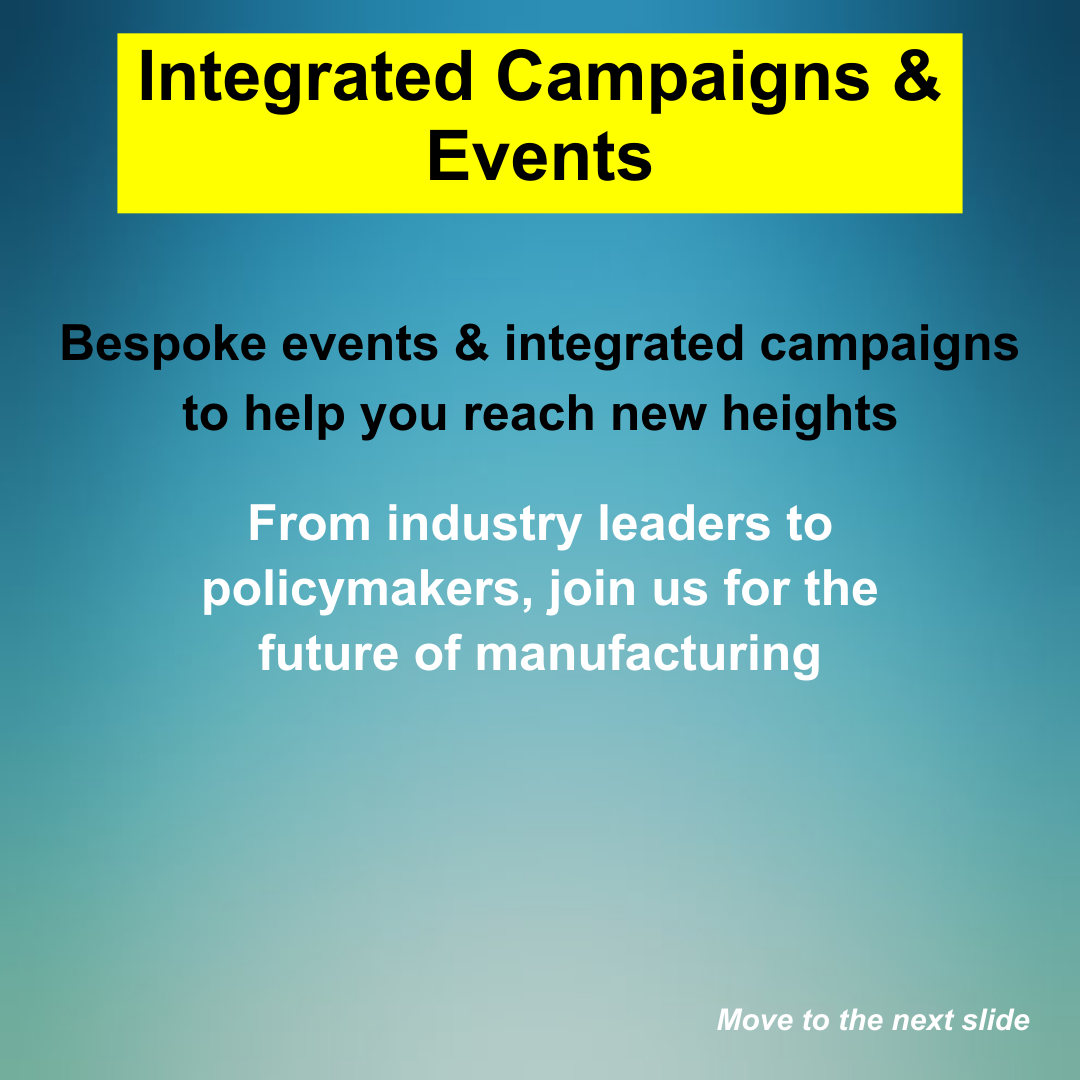 Integrated Campaigns &
Events
Bespoke events & integrated campaigns
to help you reach new heights
From industry leaders to
policymakers, join us for the
future of manufacturing
Move to the next slide